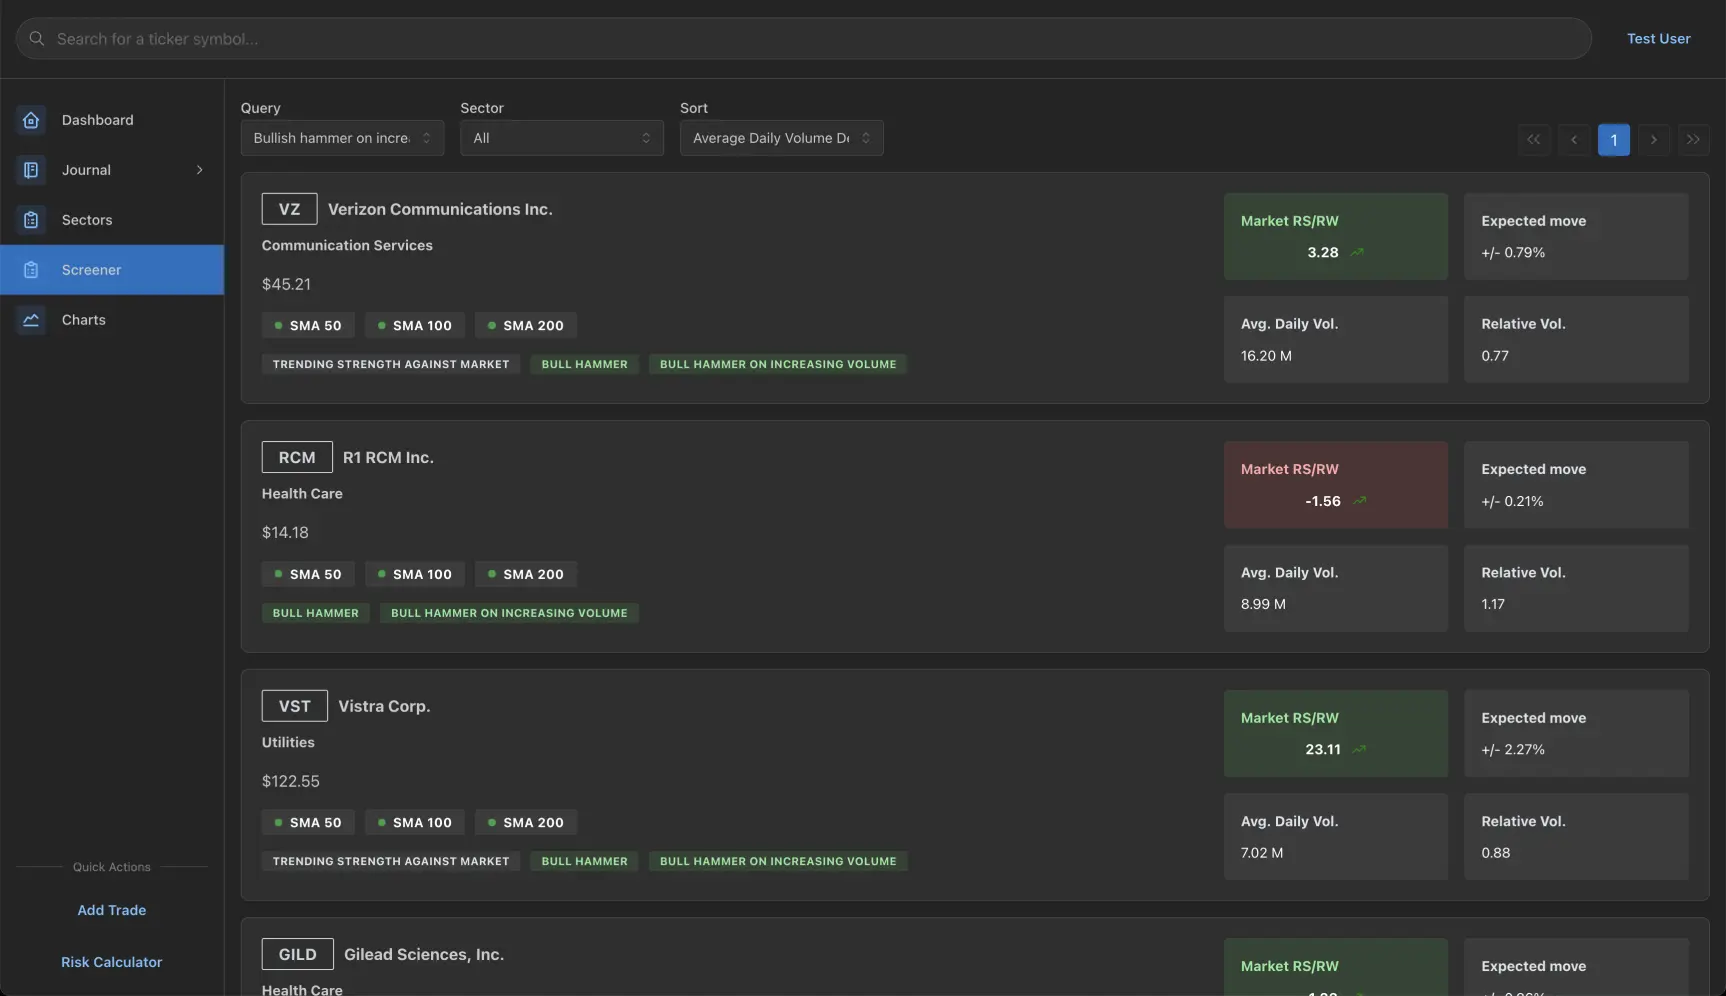 Search for a ticker symbol...
Test User
Dashboard
Journal
Sectors
Screener
Charts
Quick Actions
Add Trade
Risk Calculator
Query
Sector
Sort
Bullish hammer on increa
All
Average Daily Volume De
1
VZ
Verizon Communications Inc.
Communication Services
$45.21
SMA 50
SMA 100
SMA 200
TRENDING STRENGTH AGAINST MARKET
BULL HAMMER
BULL HAMMER ON INCREASING VOLUME
Market RS/RW
3.28
Expected move
+/- 0.79%
Avg. Daily Vol.
16.20 M
Relative Vol.
0.77
RCM
R1 RCM Inc.
Health Care
$14.18
SMA 50
SMA 100
SMA 200
BULL HAMMER
BULL HAMMER ON INCREASING VOLUME
Market RS/RW
-1.56
Expected move
+/- 0.21%
Avg. Daily Vol.
8.99 M
Relative Vol.
1.17
VST
Vistra Corp.
Utilities
$122.55
SMA 50
SMA 100
SMA 200
TRENDING STRENGTH AGAINST MARKET
BULL HAMMER
BULL HAMMER ON INCREASING VOLUME
Market RS/RW
23.11
Expected move
+/- 2.27%
Avg. Daily Vol.
7.02 M
Relative Vol.
0.88
GILD
Gilead Sciences, Inc.
Health Care
Market RS/RW
Expected move